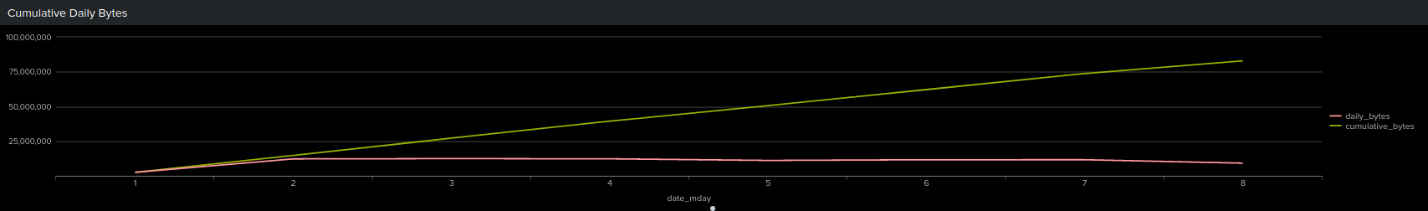 Cumulative Daily Bytes
100,000,000
75,000,000
50,000,000
25,000,000
1 2 3 4 5 6 7 8
date_mday
daily_bytes
cumulative_bytes